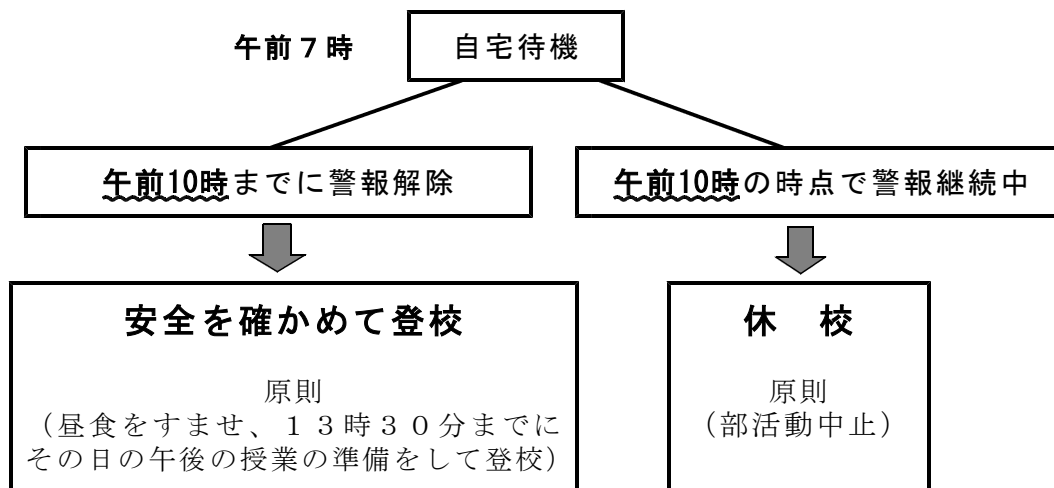 午前７時
自宅待機
午前10時までに警報解除
午前10時の時点で警報継続中
安全を確かめて登校
原則
（昼食をすませ、１３時３０分までに
その日の午後の授業の準備をして登校）
休　校
原則
（部活動中止）